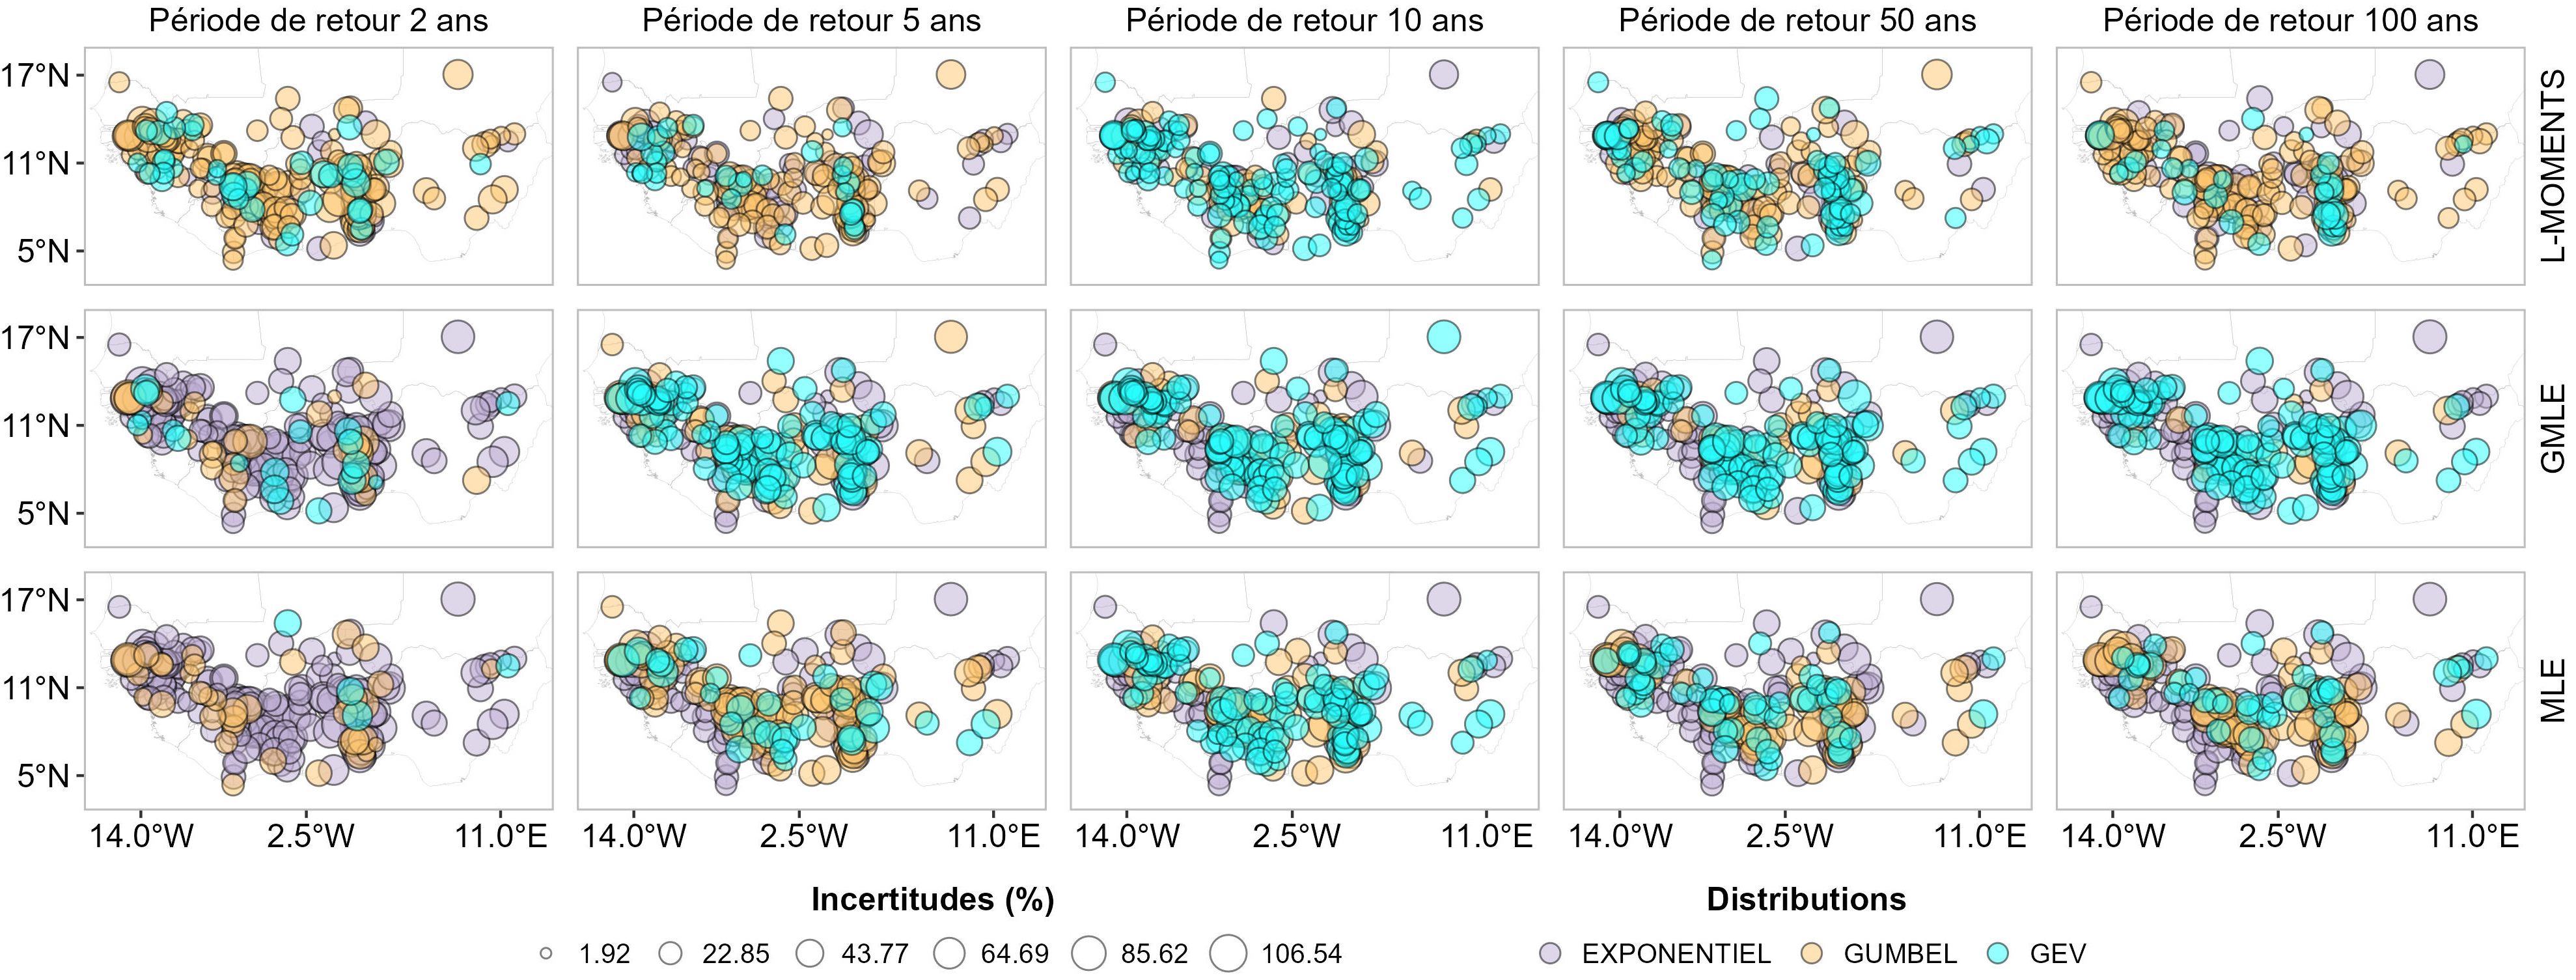 Période de retour 2 ans
Période de retour 5 ans
Période de retour 10 ans
Période de retour 50 ans
Période de retour 100 ans
17°N
11°N
5°N
L-MOMENTS
17°N
11°N
5°N
GMLE
17°N
11°N
5°N
MLE
14.0°W 2.5°W 11.0°E
14.0°W 2.5°W 11.0°E
14.0°W 2.5°W 11.0°E
14.0°W 2.5°W 11.0°E
14.0°W 2.5°W 11.0°E
Incertitudes (%)
1.92 22.85 43.77 64.69 85.62 106.54
Distributions
EXPONENTIEL GUMBEL GEV